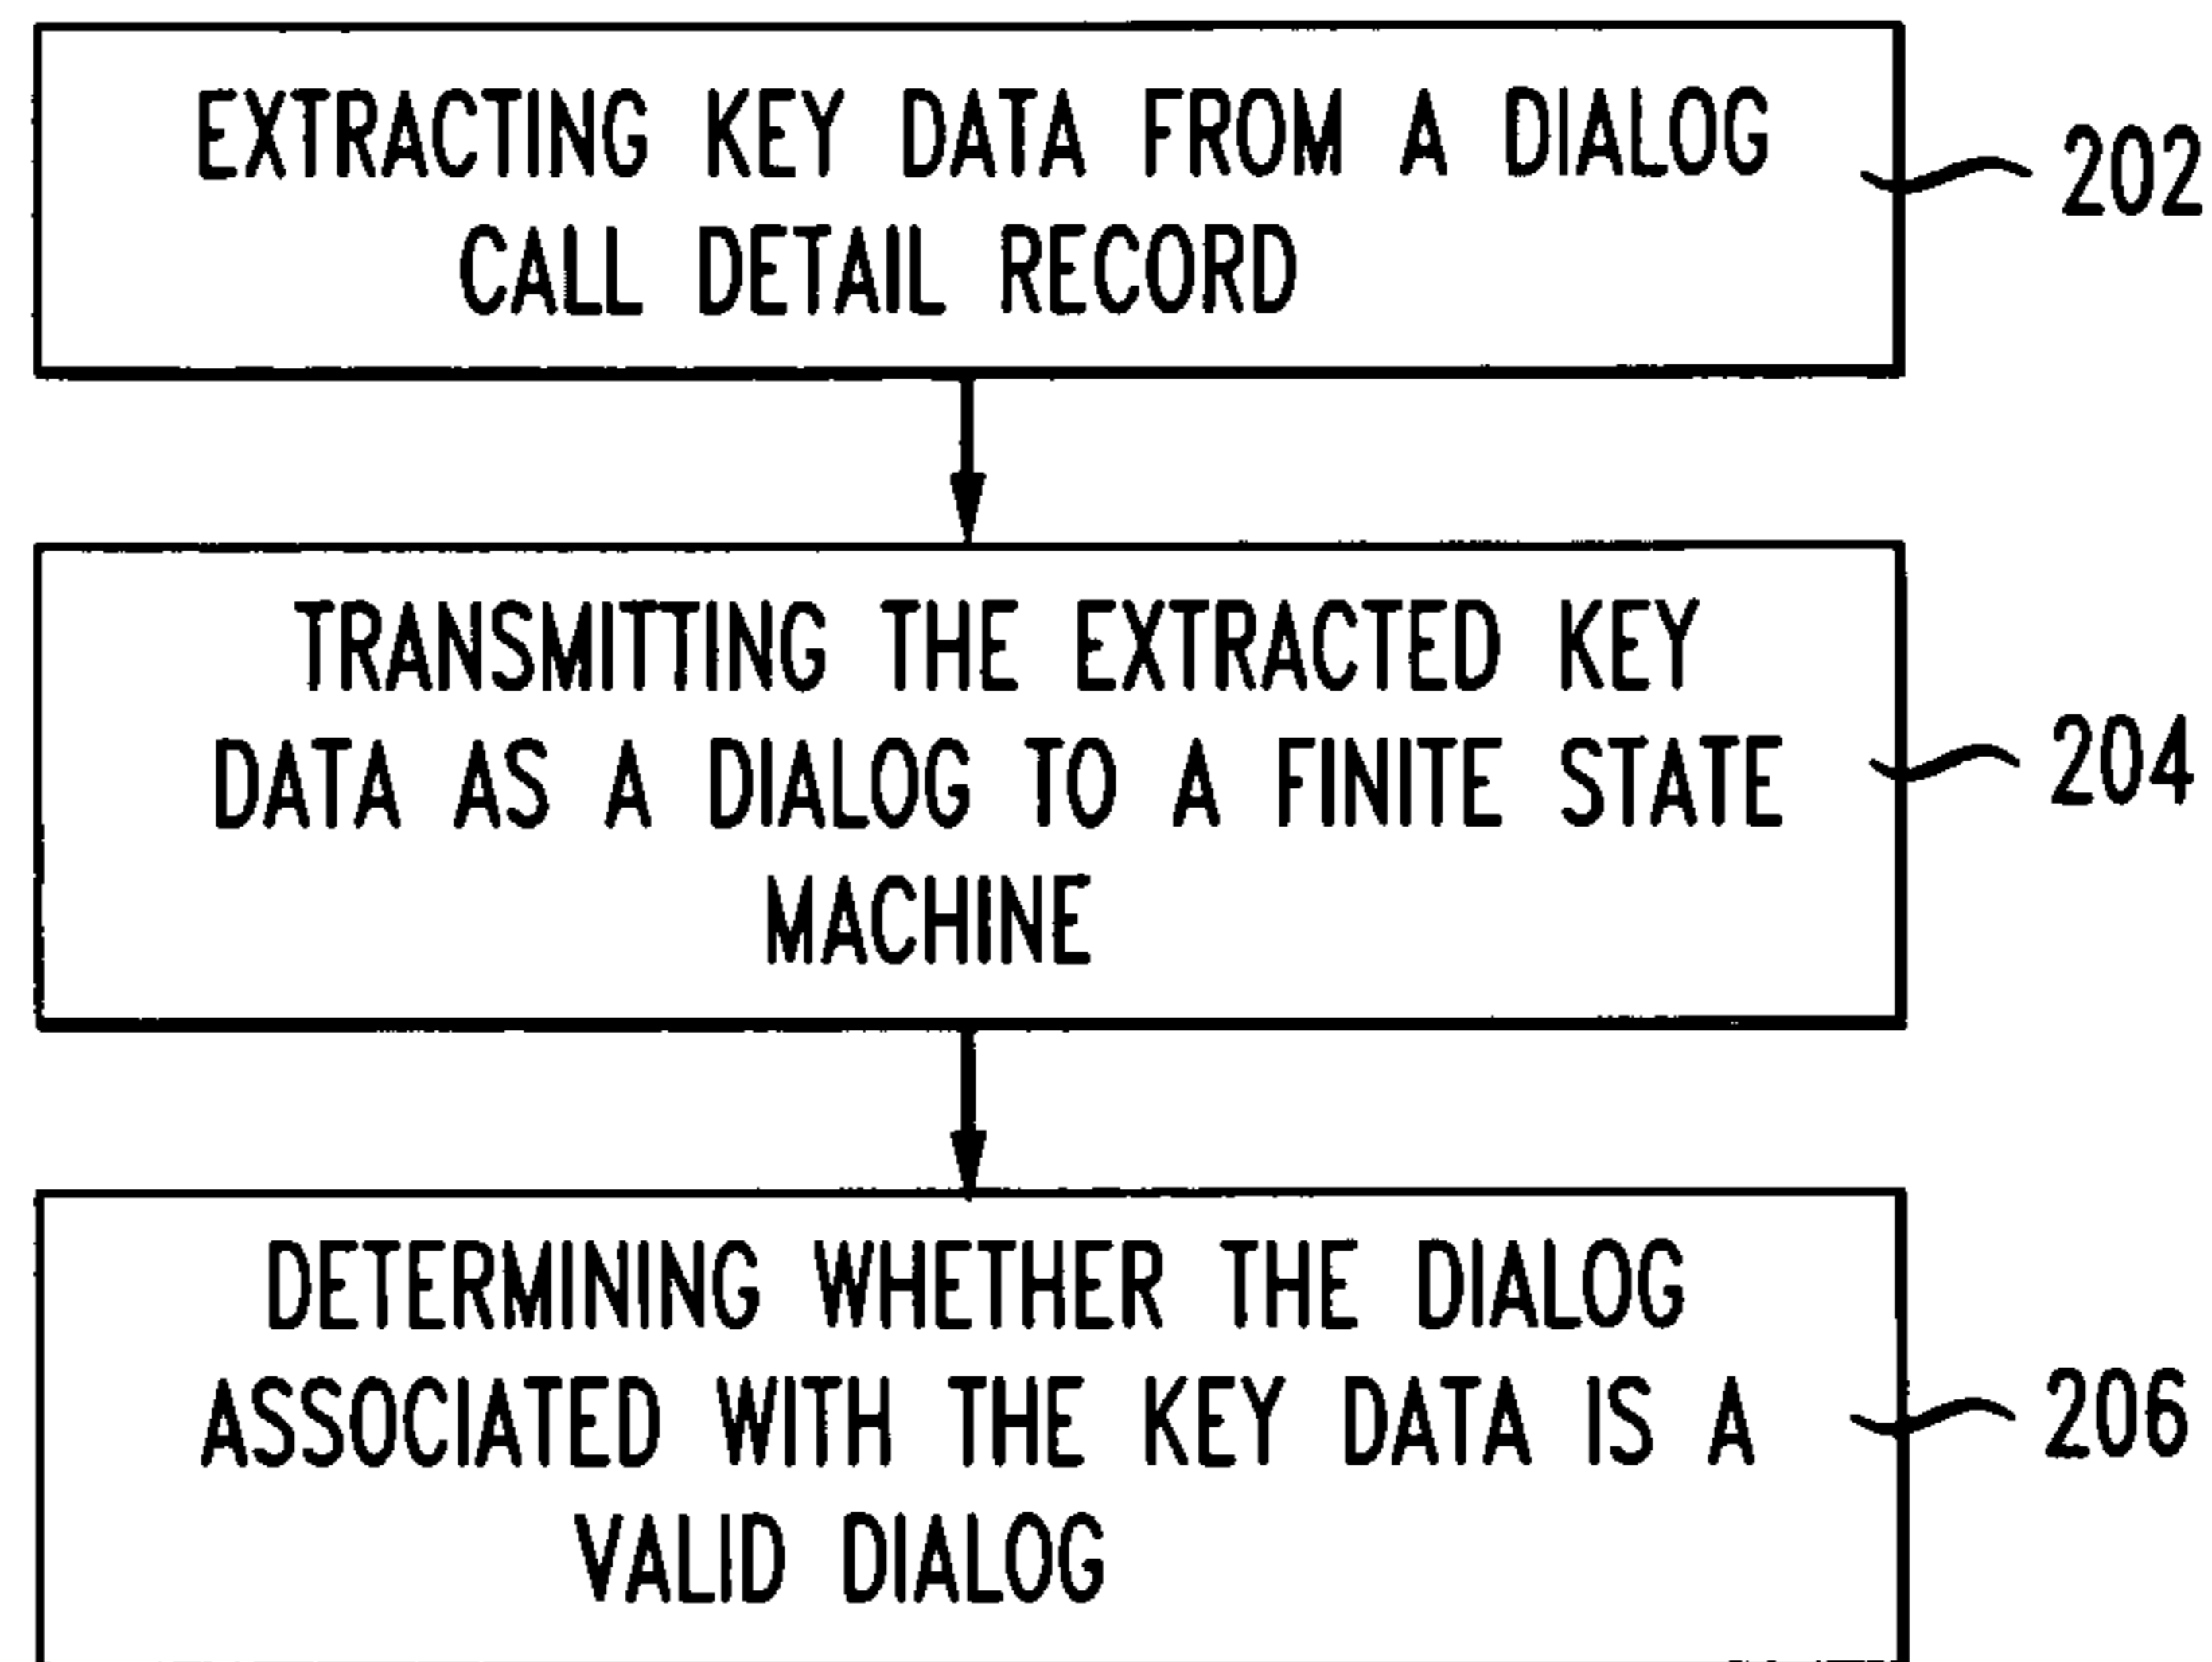 EXTRACTING KEY DATA FROM A DIALOG
CALL DETAIL RECORD
202
TRANSMITTING THE EXTRACTED KEY
DATA AS A DIALOG TO A FINITE STATE
MACHINE
204
DETERMINING WHETHER THE DIALOG
ASSOCIATED WITH THE KEY DATA IS A
VALID DIALOG
206